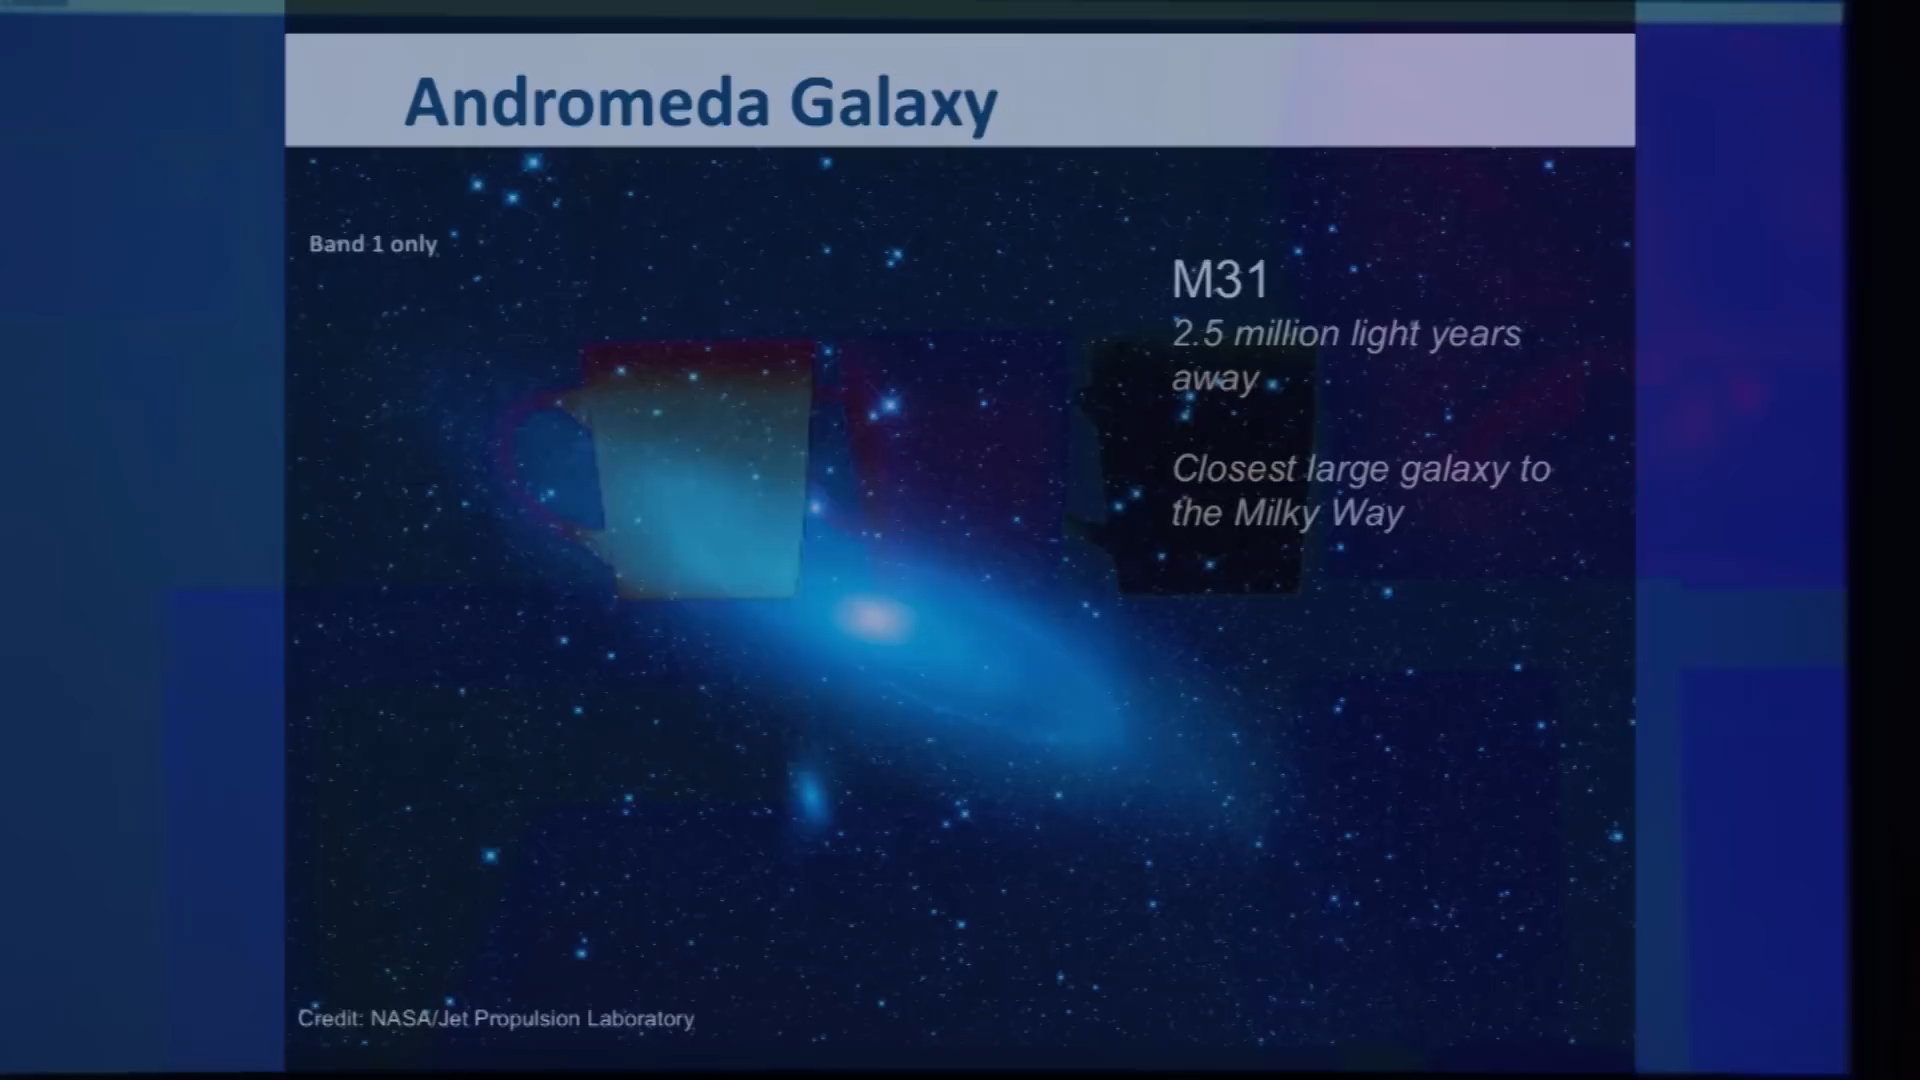 Andromeda Galaxy
Band 1 only
M31
2.5 million light years
away
Closest large galaxy to
the Milky Way
Credit: NASA/Jet Propulsion Laboratory